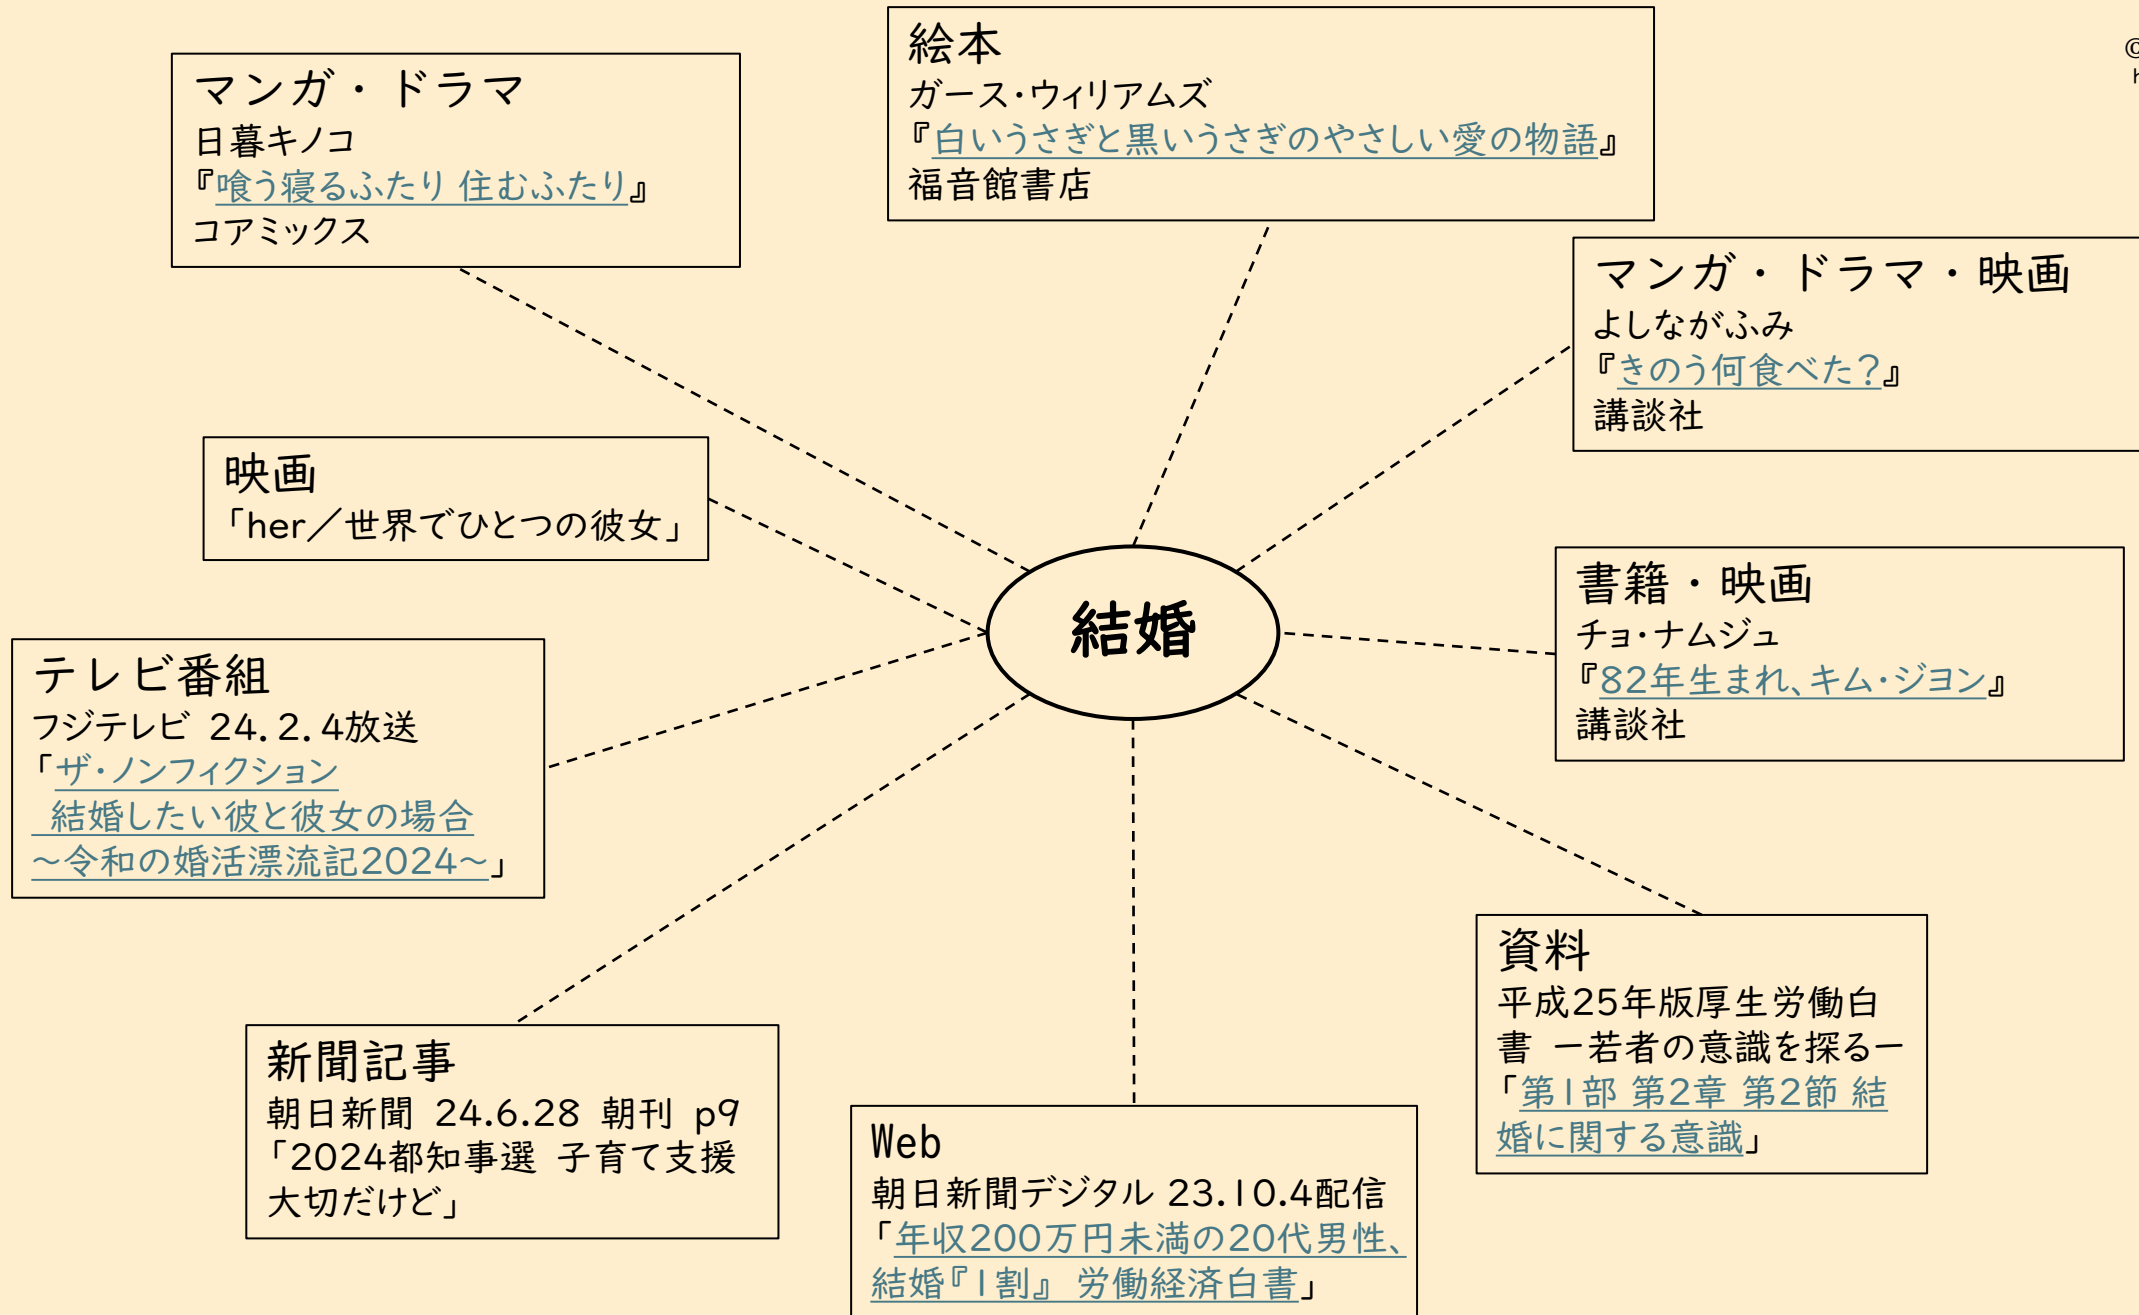 絵本
ガース・ウィリアムズ
『白いうさぎと黒いうさぎのやさしい愛の物語』
福音館書店
©
マンガ・ドラマ
日暮キノコ
『喰う寝るふたり 住むふたり』
コアミックス
マンガ・ドラマ・映画
よしながふみ
『きのう何食べた?』
講談社
映画
「her/世界でひとつの彼女」
結婚
書籍・映画
チョ・ナムジュ
『82年生まれ、キム・ジヨン』
講談社
テレビ番組
フジテレビ 24.2.4放送
「ザ・ノンフィクション
結婚したい彼と彼女の場合
~令和の婚活漂流記2024~」
資料
平成25年版厚生労働白
書 ー若者の意識を探るー
「第1部 第2章 第2節 結
婚に関する意識」
新聞記事
朝日新聞 24.6.28 朝刊 p9
「2024都知事選 子育て支援
大切だけど」
Web
朝日新聞デジタル 23.10.4配信
「年収200万円未満の20代男性、
結婚『1割』 労働経済白書」